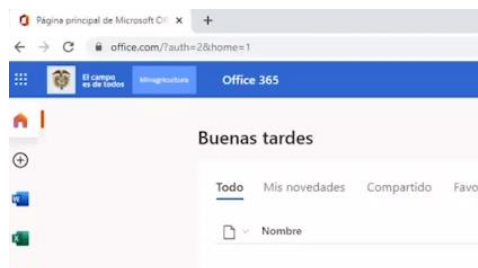 Página principal de Microsoft Of
office.com/?auth=2&home=1
El campo
es de todos
Minagricultura
Office 365
Buenas tardes
Todo Mis novedades Compartido Favo
Nombre